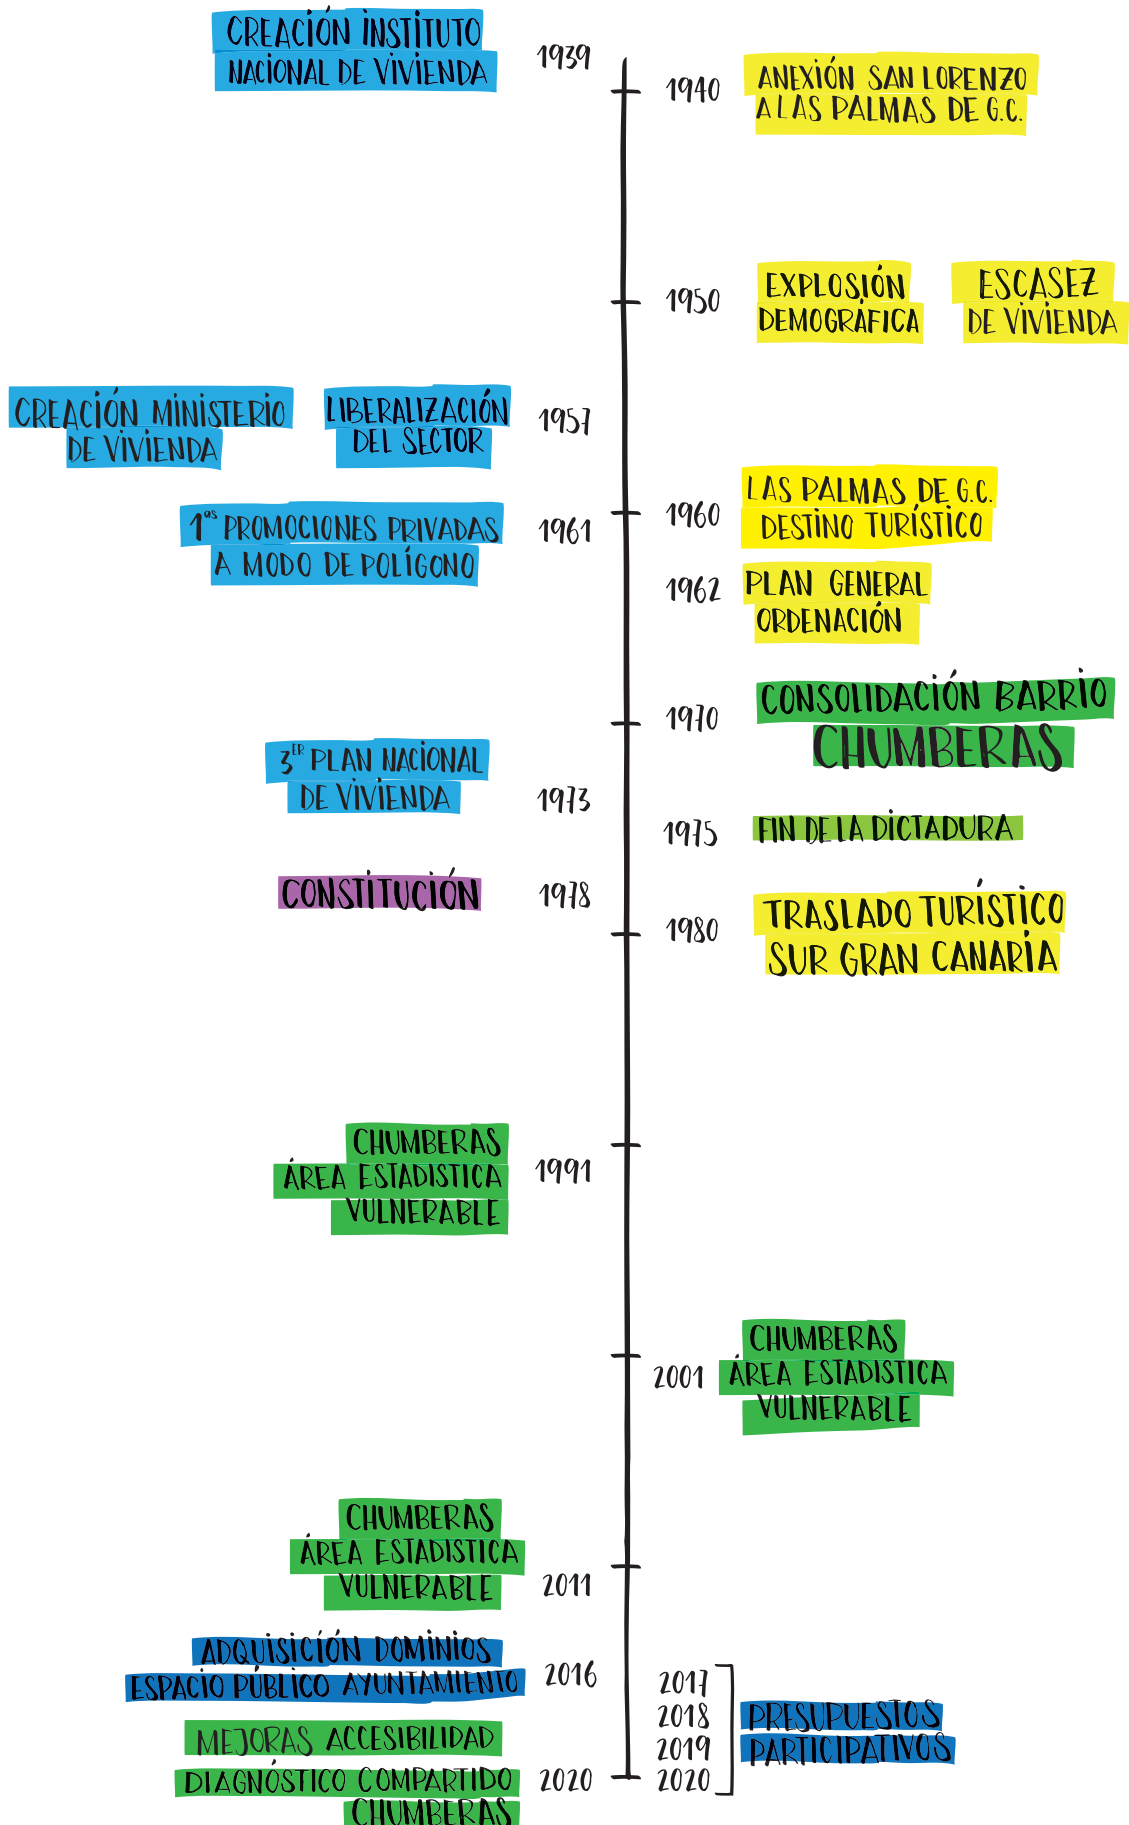 CREACIÓN INSTITUTO
NACIONAL DE VIVIENDA
1939
1940
ANEXIÓN SAN LORENZO
A LAS PALMAS DE G.C.
1950
EXPLOSIÓN
DEMOGRÁFICA
ESCASEZ
DE VIVIENDA
CREACIÓN MINISTERIO
DE VIVIENDA
LIBERALIZACIÓN
DEL SECTOR
1957
1960
LAS PALMAS DE G.C.
DESTINO TURÍSTICO
1as PROMOCIONES PRIVADAS
A MODO DE POLÍGONO
1961
1962
PLAN GENERAL
ORDENACIÓN
1970
CONSOLIDACIÓN BARRIO
CHUMBERAS
3ER PLAN NACIONAL
DE VIVIENDA
1973
1975
FIN DE LA DICTADURA
CONSTITUCIÓN
1978
1980
TRASLADO TURÍSTICO
SUR GRAN CANARIA
CHUMBERAS
ÁREA ESTADISTICA
VULNERABLE
1991
2001
CHUMBERAS
ÁREA ESTADISTICA
VULNERABLE
CHUMBERAS
ÁREA ESTADISTICA
VULNERABLE
2011
ADQUISICIÓN DOMINIOS
ESPACIO PÚBLICO AYUNTAMIENTO
2016
2017
2018
2019
2020
PRESUPUESTOS
PARTICIPATIVOS
MEJORAS ACCESIBILIDAD
DIAGNÓSTICO COMPARTIDO
CHUMBERAS
2020